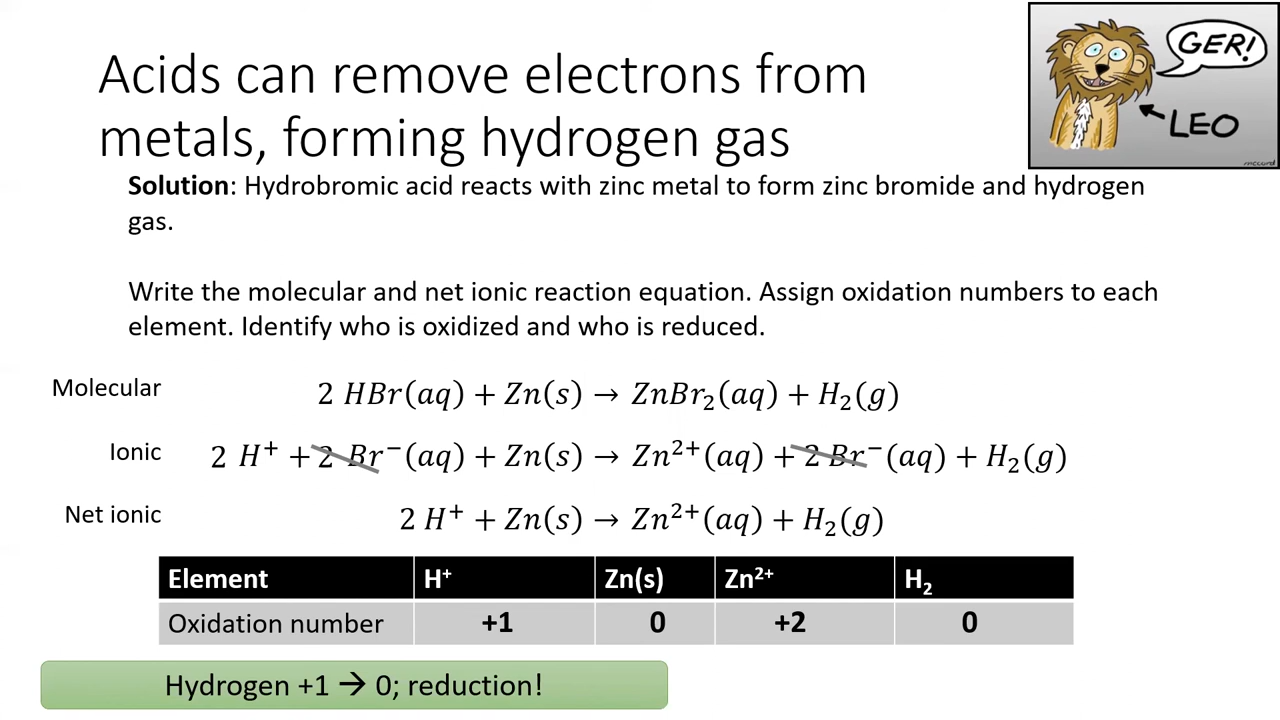 Acids can remove electrons from
metals, forming hydrogen gas
GER!
LEO
mccord
Solution: Hydrobromic acid reacts with zinc metal to form zinc bromide and hydrogen
gas.
Write the molecular and net ionic reaction equation. Assign oxidation numbers to each
element. Identify who is oxidized and who is reduced.
Molecular 2 HBr(aq) + Zn(s) → ZnBr₂(aq) + H₂(g)
Ionic 2 H⁺ + 2 Br⁻(aq) + Zn(s) → Zn²⁺(aq) + 2 Br⁻(aq) + H₂(g)
Net ionic 2 H⁺ + Zn(s) → Zn²⁺(aq) + H₂(g)
Element H⁺ Zn(s) Zn²⁺ H₂
Oxidation number +1 0 +2 0
Hydrogen +1 → 0; reduction!